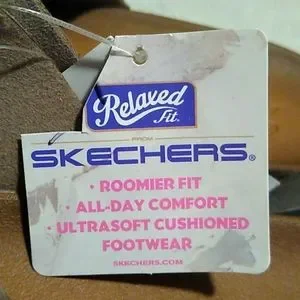 Relaxed
Fit.
FROM
SKECHERS®
• ROOMIER FIT
• ALL-DAY COMFORT
• ULTRASOFT CUSHIONED
FOOTWEAR
SKECHERS.COM